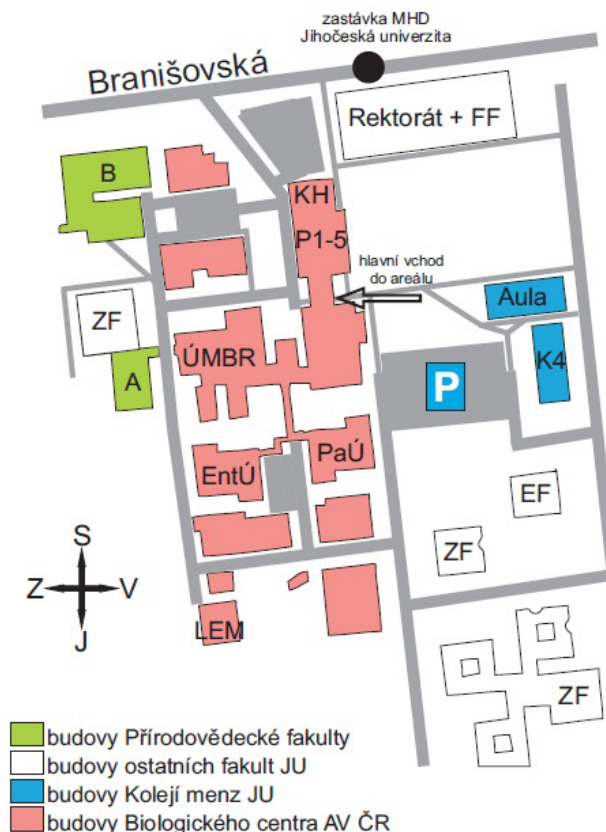 zastávka MHD
Jihočeská univerzita
Branišovská
Rektorát + FF
B
KH
P1-5
hlavní vchod
do areálu
Aula
ZF
ÚMBR
K4
A
P
EntÚ
PaÚ
EF
ZF
S
Z
V
J
LEM
ZF
budovy Přírodovědecké fakulty
budovy ostatních fakult JU
budovy Kolejí menz JU
budovy Biologického centra AV ČR